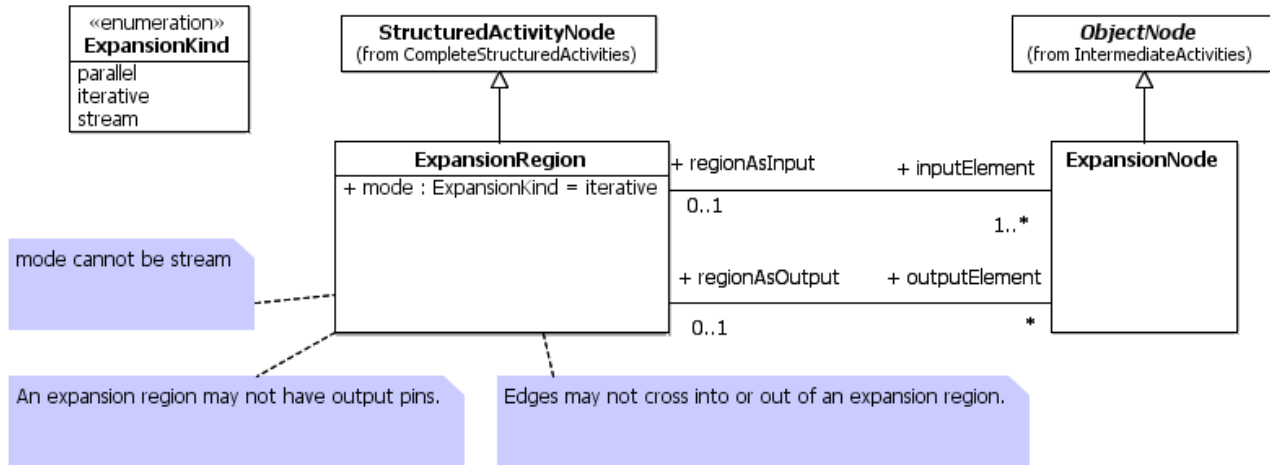 «enumeration»
ExpansionKind
parallel
iterative
stream
StructuredActivityNode
(from CompleteStructuredActivities)
ObjectNode
(from IntermediateActivities)
ExpansionRegion
+ mode : ExpansionKind = iterative
+ regionAsInput
+ inputElement
0..1
1..*
+ regionAsOutput
+ outputElement
0..1
*
ExpansionNode
mode cannot be stream
An expansion region may not have output pins.
Edges may not cross into or out of an expansion region.